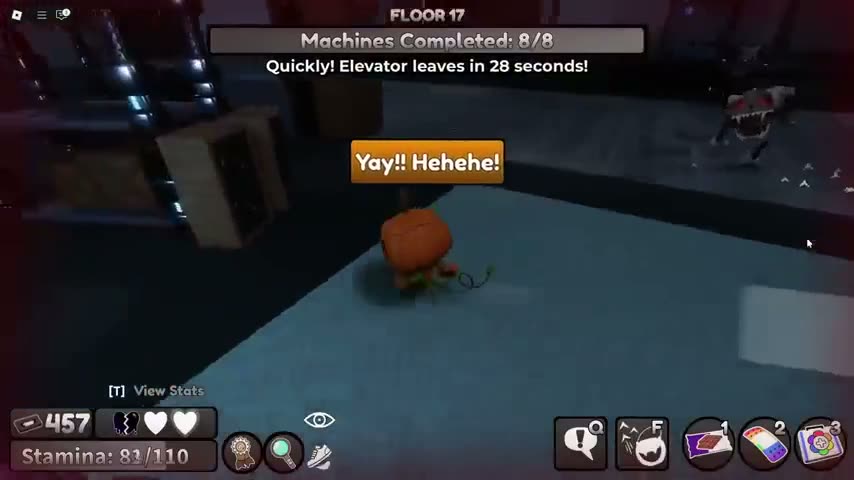 FLOOR 17
Machines Completed: 8/8
Quickly! Elevator leaves in 28 seconds!
Yay!! Hehehe!
[T] View Stats
457
Stamina: 82/110
Q
F
1
2
3